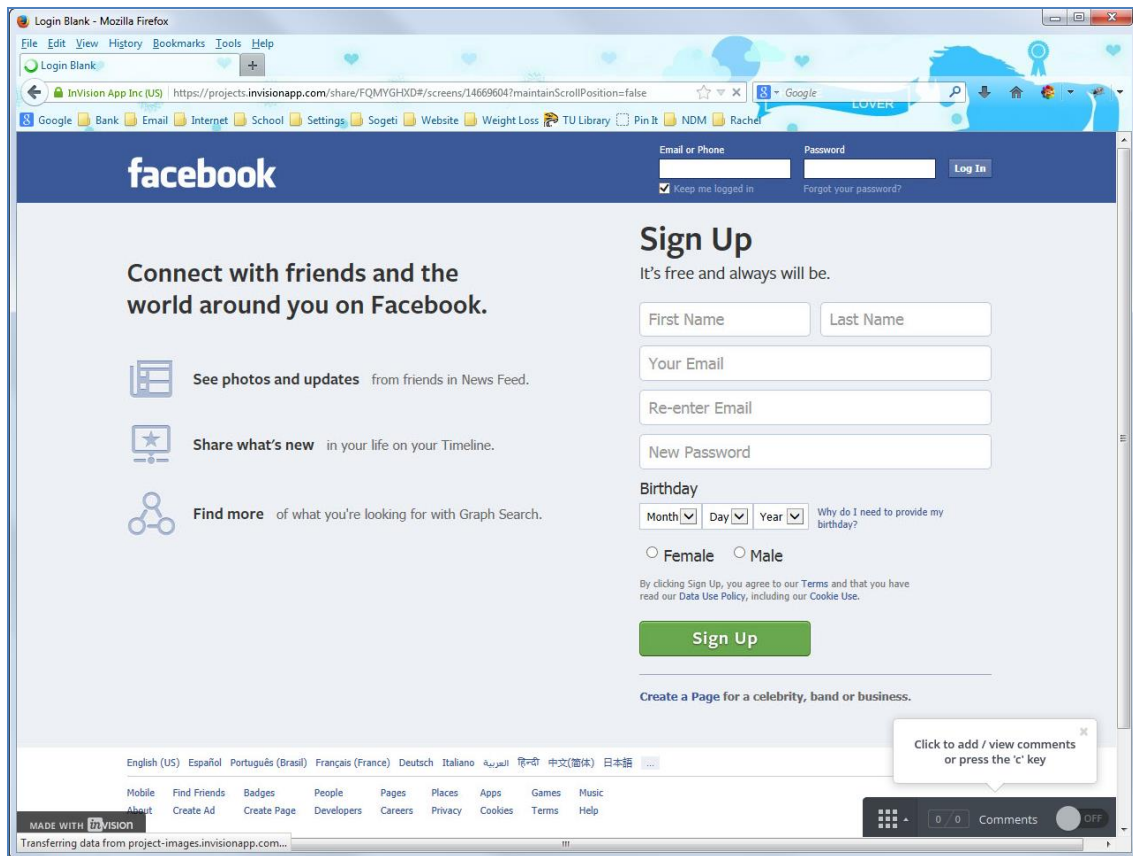 Login Blank - Mozilla Firefox
File Edit View History Bookmarks Tools Help
Login Blank +
InVision App Inc (US) https://projects.invisionapp.com/share/FQMYGHXD#/screens/14669604?maintainScrollPosition=false Google
LOVER
Google Bank Email Internet School Settings Sogeti Website Weight Loss TU Library Pin It NDM Rachel
facebook
Email or Phone Password
Log In
Keep me logged in Forgot your password?
Connect with friends and the
world around you on Facebook.
See photos and updates from friends in News Feed.
Share what's new in your life on your Timeline.
Find more of what you're looking for with Graph Search.
Sign Up
It's free and always will be.
First Name Last Name
Your Email
Re-enter Email
New Password
Birthday
Month Day Year Why do I need to provide my
birthday?
Female Male
By clicking Sign Up, you agree to our Terms and that you have
read our Data Use Policy, including our Cookie Use.
Sign Up
Create a Page for a celebrity, band or business.
Click to add / view comments
or press the 'c' key
English (US) Español Português (Brasil) Français (France) Deutsch Italiano العربية हिन्दी 中文(简体) 日本語 ...
Mobile Find Friends Badges People Pages Places Apps Games Music
About Create Ad Create Page Developers Careers Privacy Cookies Terms Help
MADE WITH invision
0 / 0 Comments OFF
Transferring data from project-images.invisionapp.com...